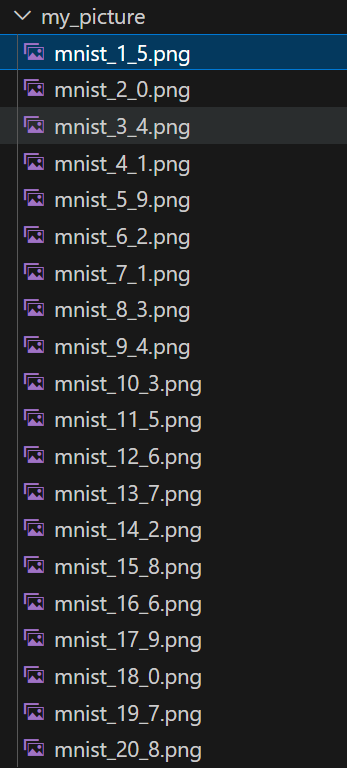 my_picture
mnist_1_5.png
mnist_2_0.png
mnist_3_4.png
mnist_4_1.png
mnist_5_9.png
mnist_6_2.png
mnist_7_1.png
mnist_8_3.png
mnist_9_4.png
mnist_10_3.png
mnist_11_5.png
mnist_12_6.png
mnist_13_7.png
mnist_14_2.png
mnist_15_8.png
mnist_16_6.png
mnist_17_9.png
mnist_18_0.png
mnist_19_7.png
mnist_20_8.png